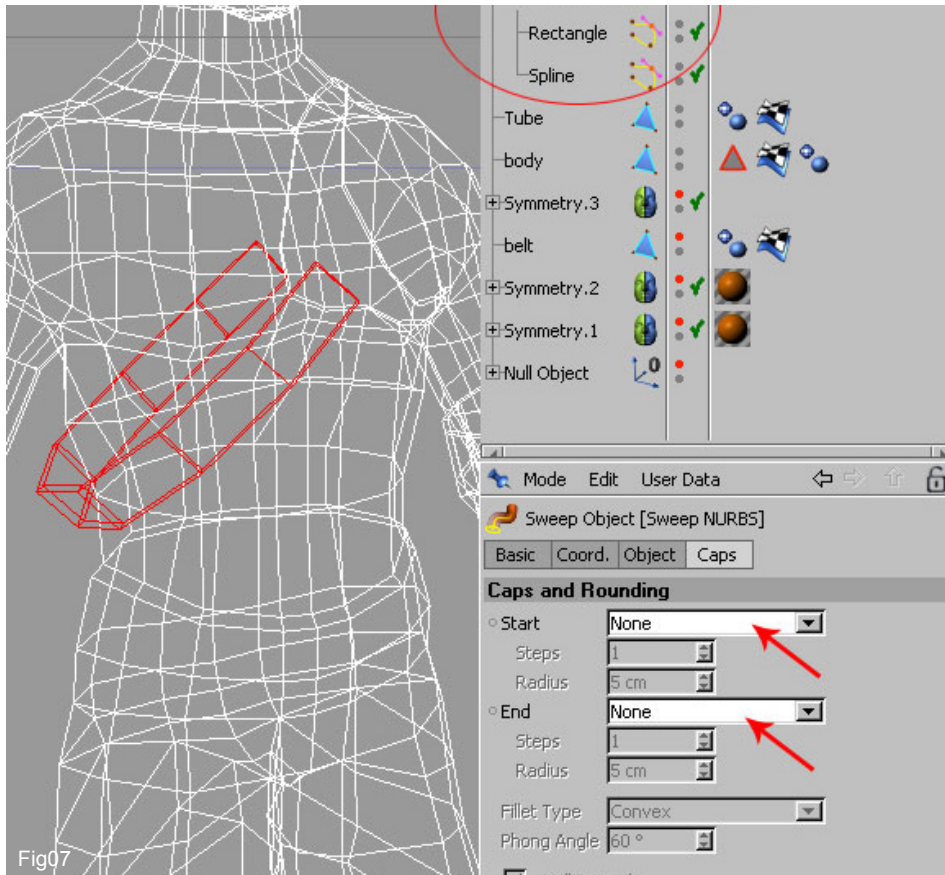 Rectangle
Spline
Tube
body
Symmetry.3
belt
Symmetry.2
Symmetry.1
0
Null Object
Mode Edit User Data
Sweep Object [Sweep NURBS]
Basic Coord. Object Caps
Caps and Rounding
Start None
Steps 1
Radius 5 cm
End None
Steps 1
Radius 5 cm
Fillet Type Convex
Phong Angle 60 °
Fig07